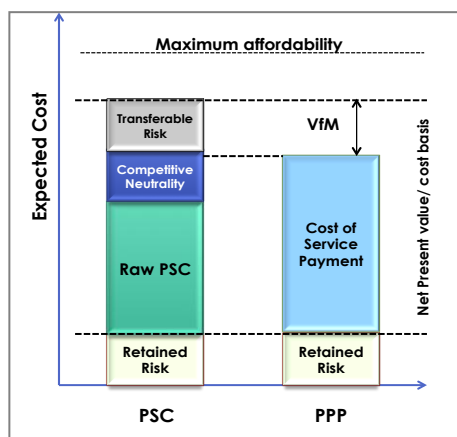 Maximum affordability
Expected Cost
Transferable
Risk
VfM
Competitive
Neutrality
Net Present value/ cost basis
Cost of
Service
Payment
Raw PSC
Retained
Risk
Retained
Risk
PSC
PPP